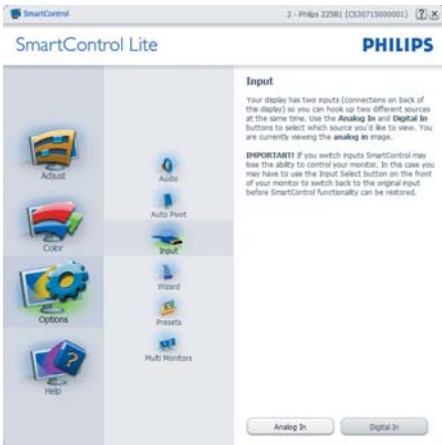 SmartControl
2 - Philips 225B1 (CS30715000001)
SmartControl Lite
PHILIPS
Adjust
Color
Options
Help
Audio
Auto Pivot
Input
Wizard
Presets
Multi Monitors
Input
Your display has two inputs (connections on back of
the display) so you can hook up two different sources
at the same time. Use the Analog In and Digital In
buttons to select which source you'd like to view. You
are currently viewing the analog in image.
IMPORTANT! If you switch inputs SmartControl may
lose the ability to control your monitor. In this case you
may have to use the Input Select button on the front
of your monitor to switch back to the original input
before SmartControl functionality can be restored.
Analog In
Digital In